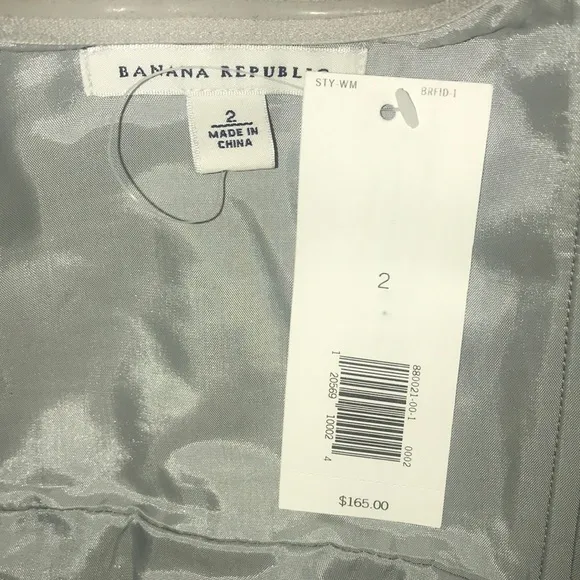 BANANA REPUBLIC
2
MADE IN
CHINA
STY-WM BRFID-1
2
880021-00-1 0002
1 20569 10002 4
$165.00